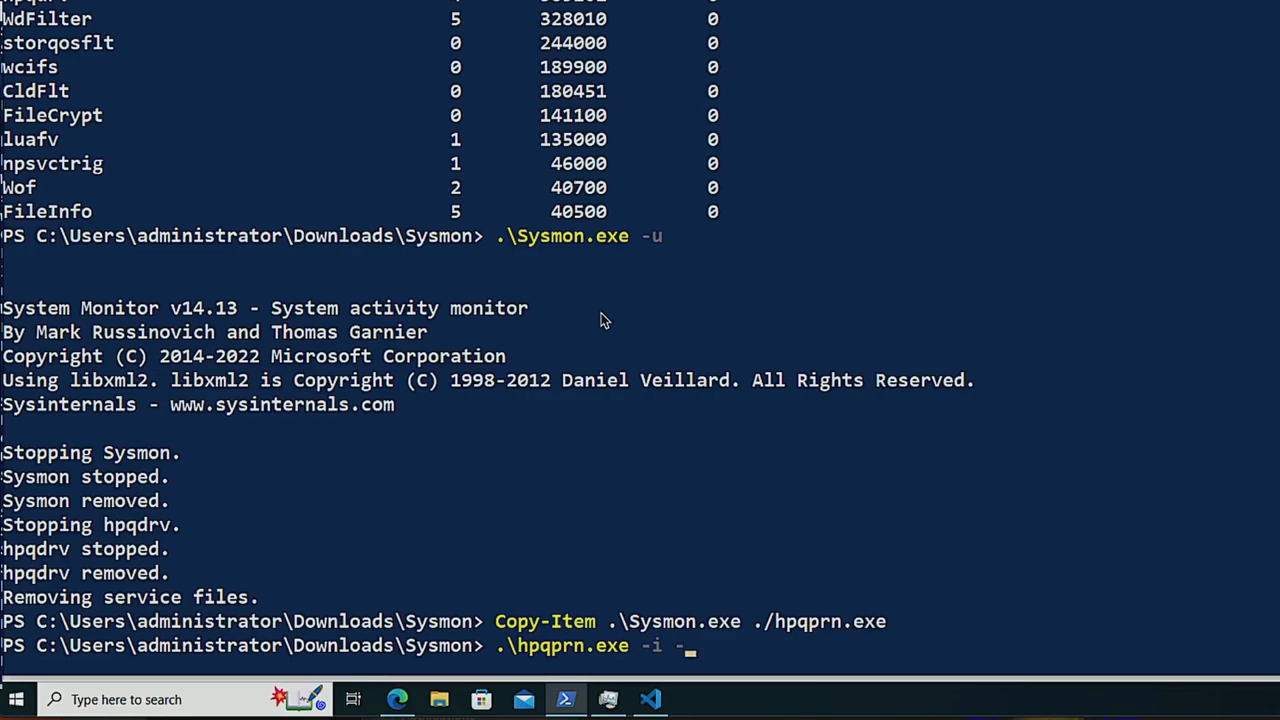 WdFilter 5 328010 0
storqosflt 0 244000 0
wcifs 0 189900 0
CldFlt 0 180451 0
FileCrypt 0 141100 0
luafv 1 135000 0
npsvctrig 1 46000 0
Wof 2 40700 0
FileInfo 5 40500 0
PS C:\Users\administrator\Downloads\Sysmon> .\Sysmon.exe -u
System Monitor v14.13 - System activity monitor
By Mark Russinovich and Thomas Garnier
Copyright (C) 2014-2022 Microsoft Corporation
Using libxml2. libxml2 is Copyright (C) 1998-2012 Daniel Veillard. All Rights Reserved.
Sysinternals - www.sysinternals.com
Stopping Sysmon.
Sysmon stopped.
Sysmon removed.
Stopping hpqdrv.
hpqdrv stopped.
hpqdrv removed.
Removing service files.
PS C:\Users\administrator\Downloads\Sysmon> Copy-Item .\Sysmon.exe ./hpqprn.exe
PS C:\Users\administrator\Downloads\Sysmon> .\hpqprn.exe -i -_
Type here to search